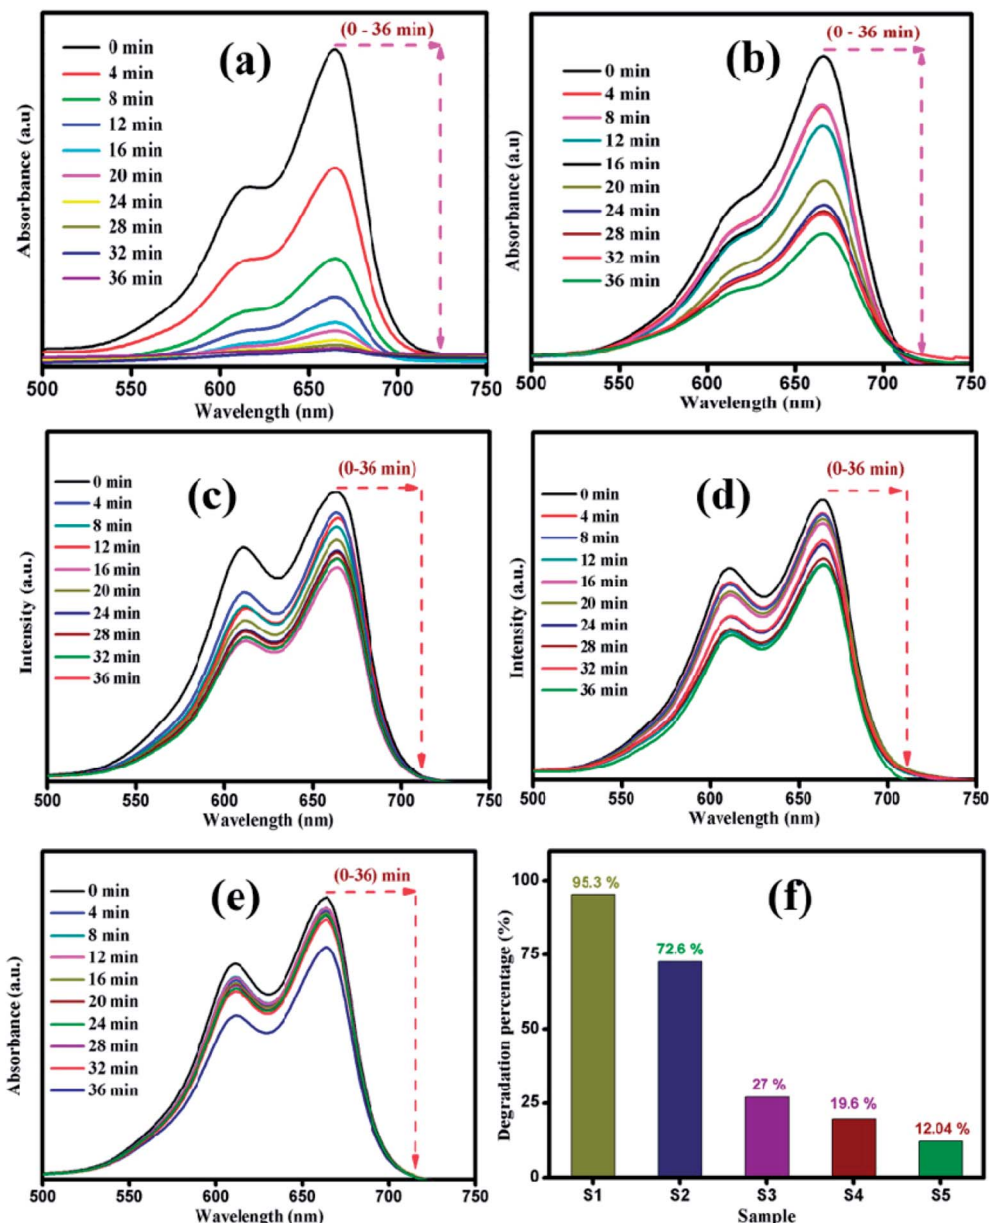 (a)
(0 - 36 min)
0 min
4 min
8 min
12 min
16 min
20 min
24 min
28 min
32 min
36 min
Absorbance (a.u)
500 550 600 650 700 750
Wavelength (nm)
(b)
(0 - 36 min)
0 min
4 min
8 min
12 min
16 min
20 min
24 min
28 min
32 min
36 min
Absorbance (a.u)
500 550 600 650 700 750
Wavelength (nm)
(c)
(0-36 min)
0 min
4 min
8 min
12 min
16 min
20 min
24 min
28 min
32 min
36 min
Intensity (a.u.)
500 550 600 650 700 750
Wavelength (nm)
(d)
(0-36 min)
0 min
4 min
8 min
12 min
16 min
20 min
24 min
28 min
32 min
36 min
Intensity (a.u.)
500 550 600 650 700 750
Wavelength (nm)
(e)
(0-36) min
0 min
4 min
8 min
12 min
16 min
20 min
24 min
28 min
32 min
36 min
Absorbance (a.u.)
500 550 600 650 700 750
Wavelength (nm)
(f)
Degradation percentage (%)
100
75
50
25
0
95.3 %
72.6 %
27 %
19.6 %
12.04 %
S1 S2 S3 S4 S5
Sample